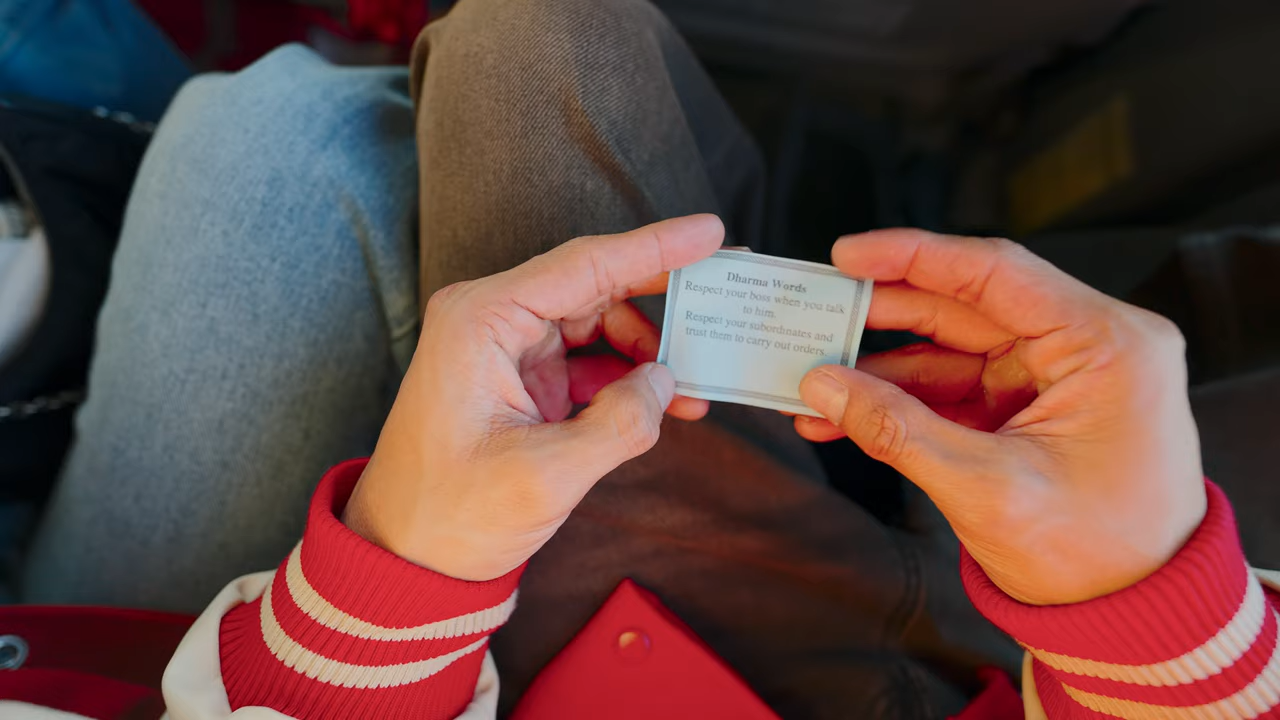 Dharma Words
Respect your boss when you talk
to him.
Respect your subordinates and
trust them to carry out orders.